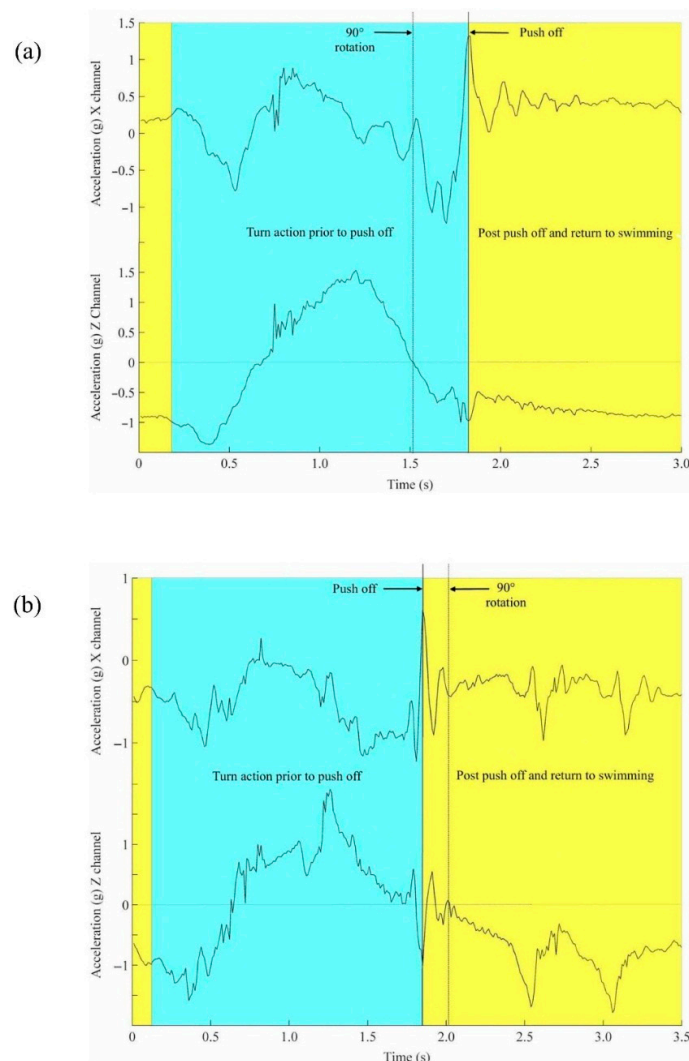 (a)
90°
rotation
Push off
Acceleration (g) X channel
1.5
0.5
0
−0.5
−1
Turn action prior to push off
Post push off and return to swimming
Acceleration (g) Z Channel
1.5
1
0.5
0
−0.5
−1
0
0.5
1.0
1.5
2.0
2.5
3.0
Time (s)
(b)
Push off
90°
rotation
Acceleration (g) X channel
1
0
−1
Turn action prior to push off
Post push off and return to swimming
Acceleration (g) Z channel
1
0
−1
0
0.5
1.0
1.5
2.0
2.5
3.0
3.5
Time (s)